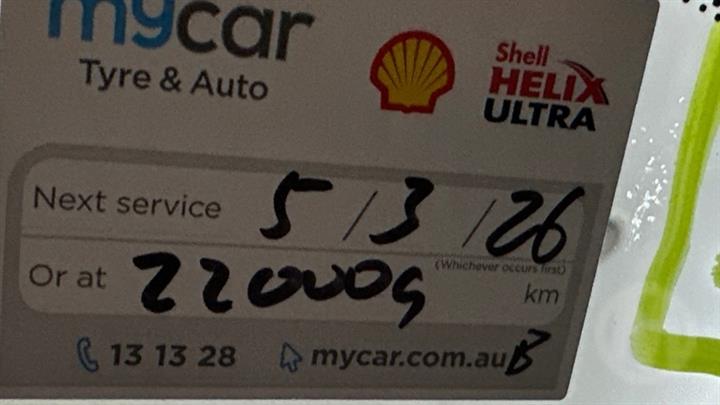 mycar
Tyre & Auto
Shell
HELIX
ULTRA
Next service 5/3/26
(Whichever occurs first)
Or at 220009 km
13 13 28 mycar.com.au B